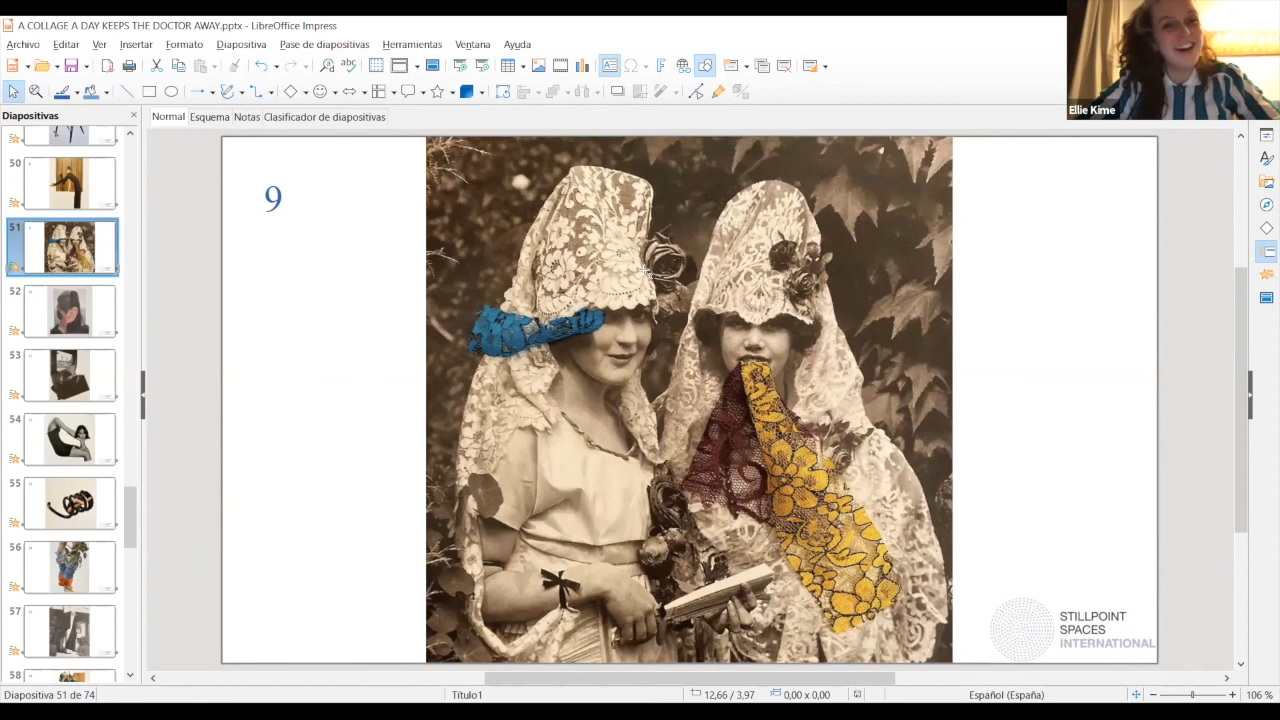 A COLLAGE A DAY KEEPS THE DOCTOR AWAY.pptx - LibreOffice Impress
Archivo Editar Ver Insertar Formato Diapositiva Pase de diapositivas Herramientas Ventana Ayuda
Ellie Kime
Diapositivas
Normal Esquema Notas Clasificador de diapositivas
50
51
52
53
54
55
56
57
58
9
STILLPOINT
SPACES
INTERNATIONAL
Diapositiva 51 de 74 Título1 12,66 / 3,97 0,00 x 0,00 Español (España) 106 %